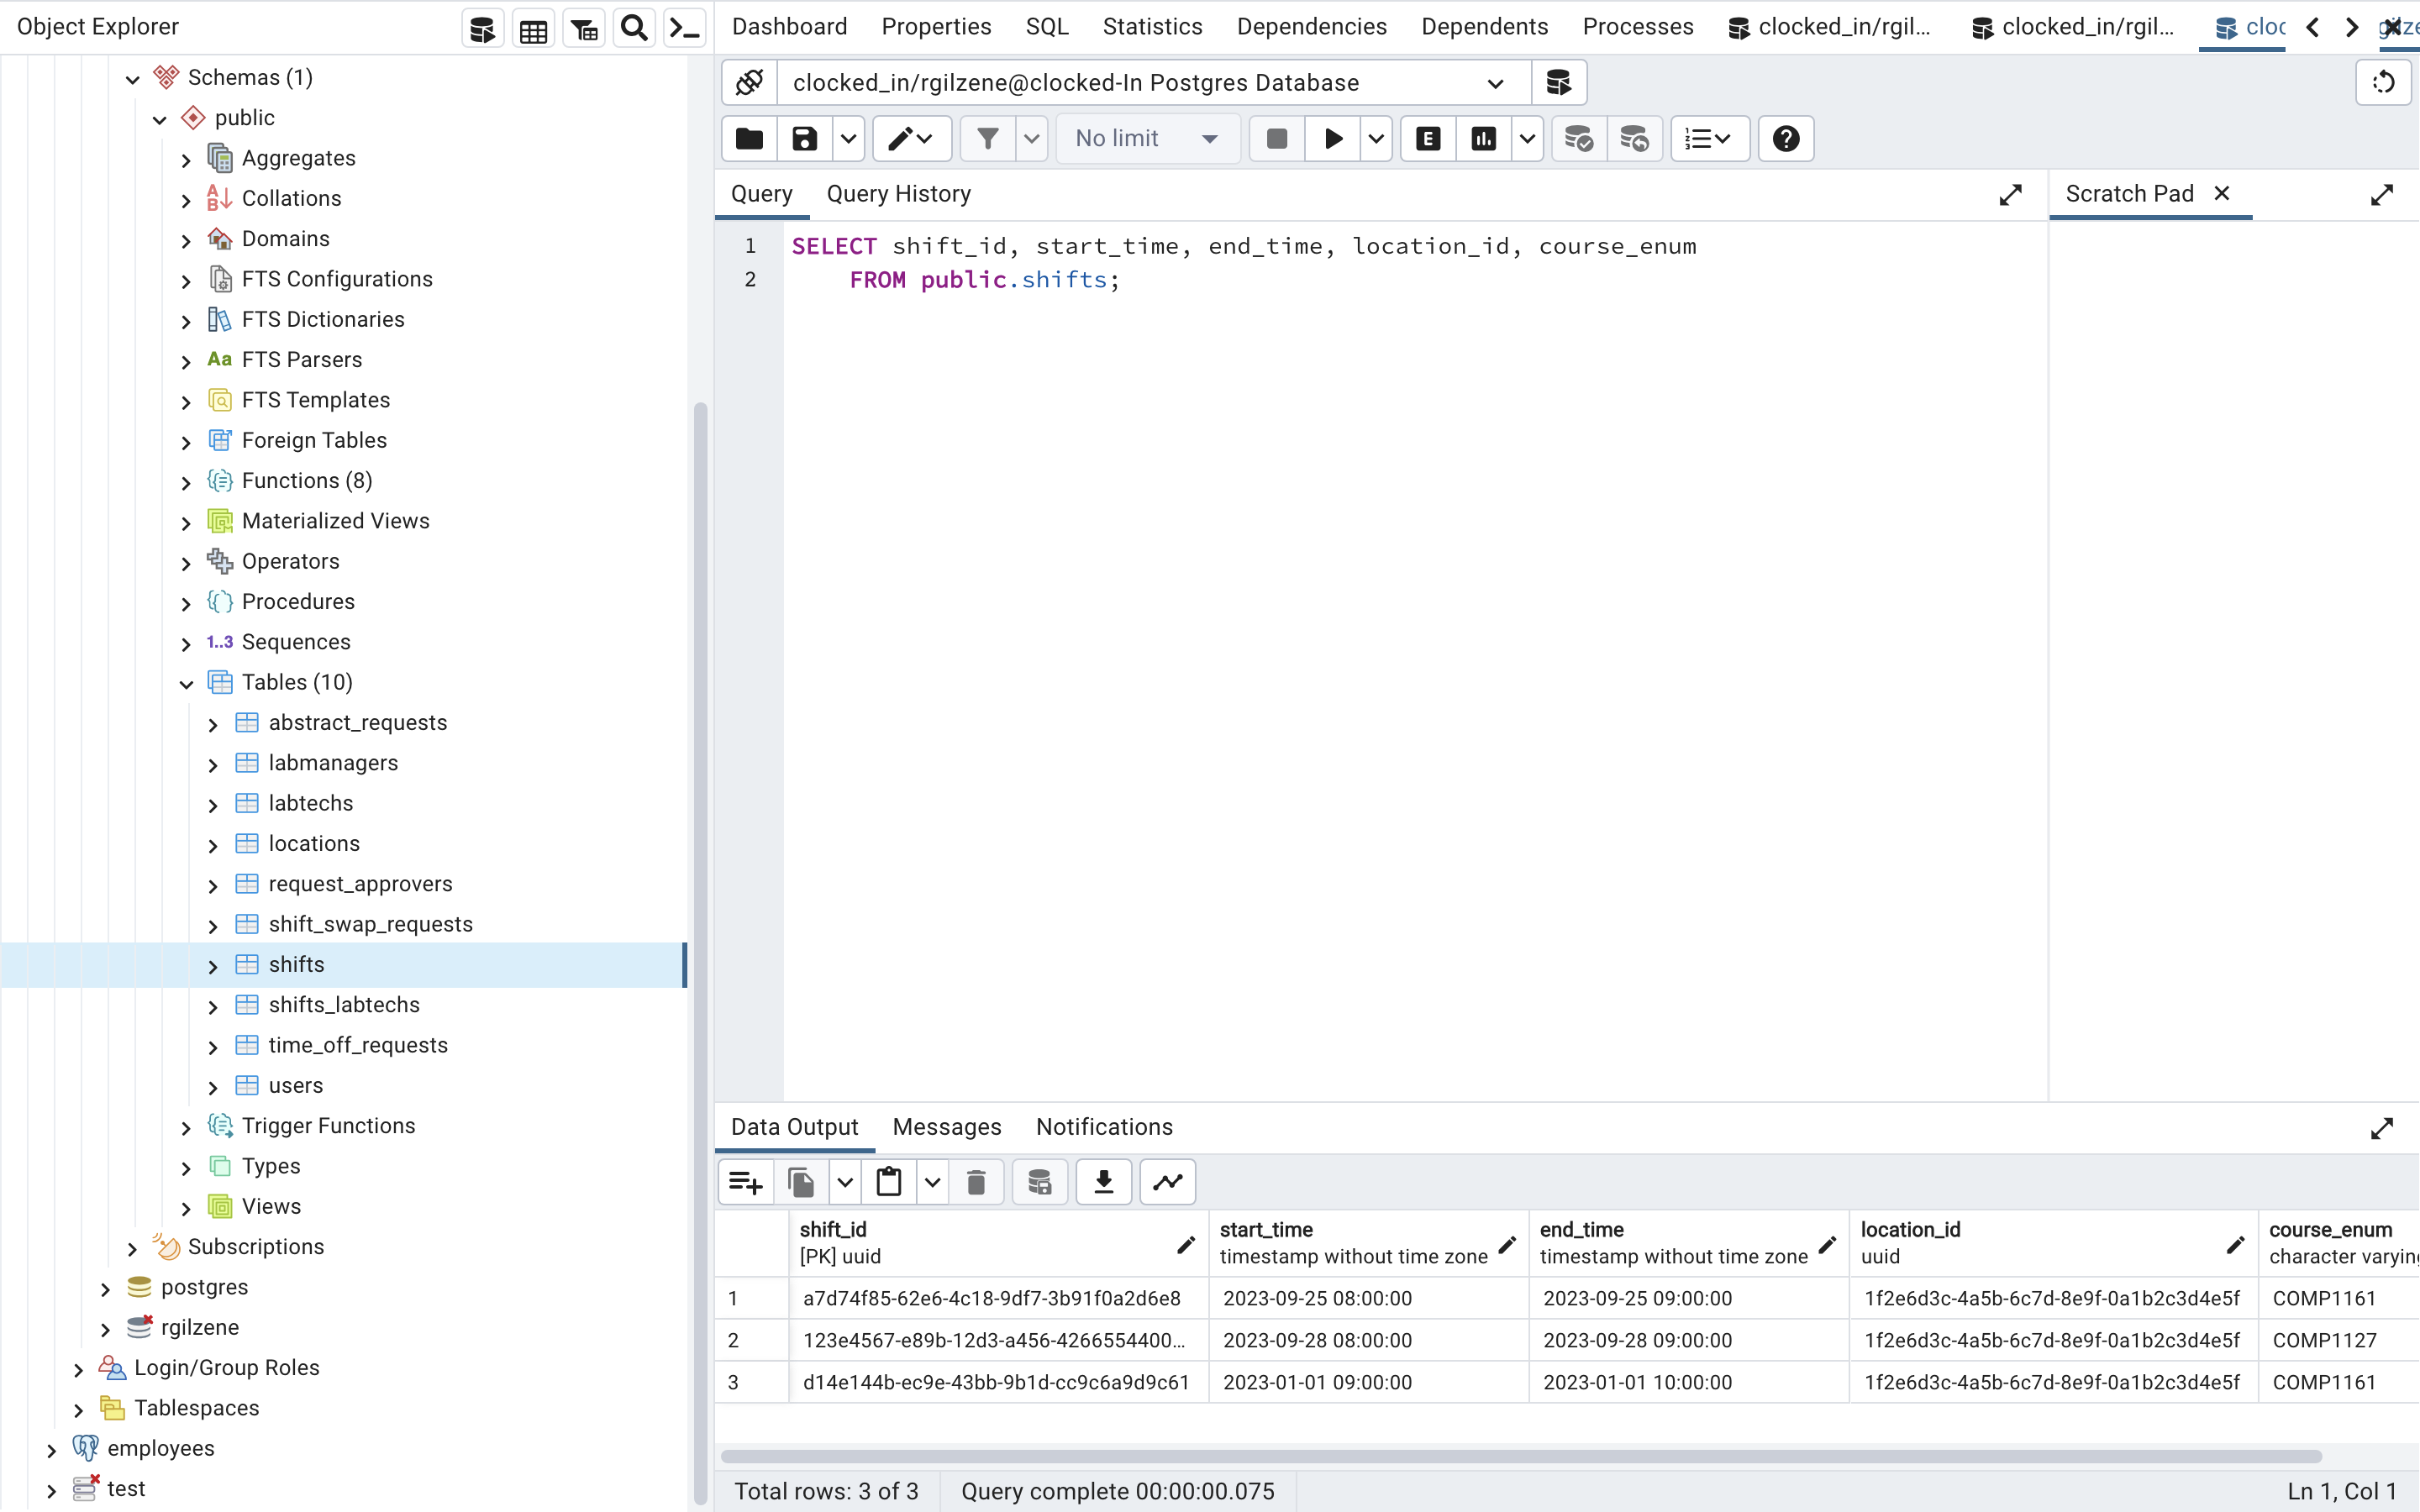 Object Explorer
Dashboard Properties SQL Statistics Dependencies Dependents Processes clocked_in/rgil... clocked_in/rgil... cloc
Schemas (1)
public
Aggregates
Collations
Domains
FTS Configurations
FTS Dictionaries
Aa FTS Parsers
FTS Templates
Foreign Tables
Functions (8)
Materialized Views
Operators
Procedures
1..3 Sequences
Tables (10)
abstract_requests
labmanagers
labtechs
locations
request_approvers
shift_swap_requests
shifts
shifts_labtechs
time_off_requests
users
Trigger Functions
Types
Views
Subscriptions
postgres
rgilzene
Login/Group Roles
Tablespaces
employees
test
clocked_in/rgilzene@clocked-In Postgres Database
No limit E
Query Query History
Scratch Pad
1 SELECT shift_id, start_time, end_time, location_id, course_enum
2 FROM public.shifts;
Data Output Messages Notifications
shift_id start_time end_time location_id course_enum
[PK] uuid timestamp without time zone timestamp without time zone uuid character varying
1 a7d74f85-62e6-4c18-9df7-3b91f0a2d6e8 2023-09-25 08:00:00 2023-09-25 09:00:00 1f2e6d3c-4a5b-6c7d-8e9f-0a1b2c3d4e5f COMP1161
2 123e4567-e89b-12d3-a456-4266554400... 2023-09-28 08:00:00 2023-09-28 09:00:00 1f2e6d3c-4a5b-6c7d-8e9f-0a1b2c3d4e5f COMP1127
3 d14e144b-ec9e-43bb-9b1d-cc9c6a9d9c61 2023-01-01 09:00:00 2023-01-01 10:00:00 1f2e6d3c-4a5b-6c7d-8e9f-0a1b2c3d4e5f COMP1161
Total rows: 3 of 3 Query complete 00:00:00.075 Ln 1, Col 1